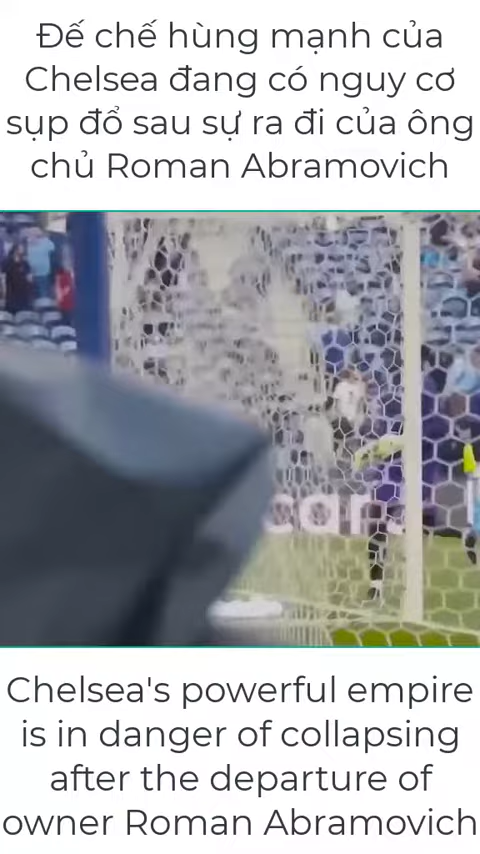 Đế chế hùng mạnh của
Chelsea đang có nguy cơ
sụp đổ sau sự ra đi của ông
chủ Roman Abramovich
Chelsea's powerful empire
is in danger of collapsing
after the departure of
owner Roman Abramovich